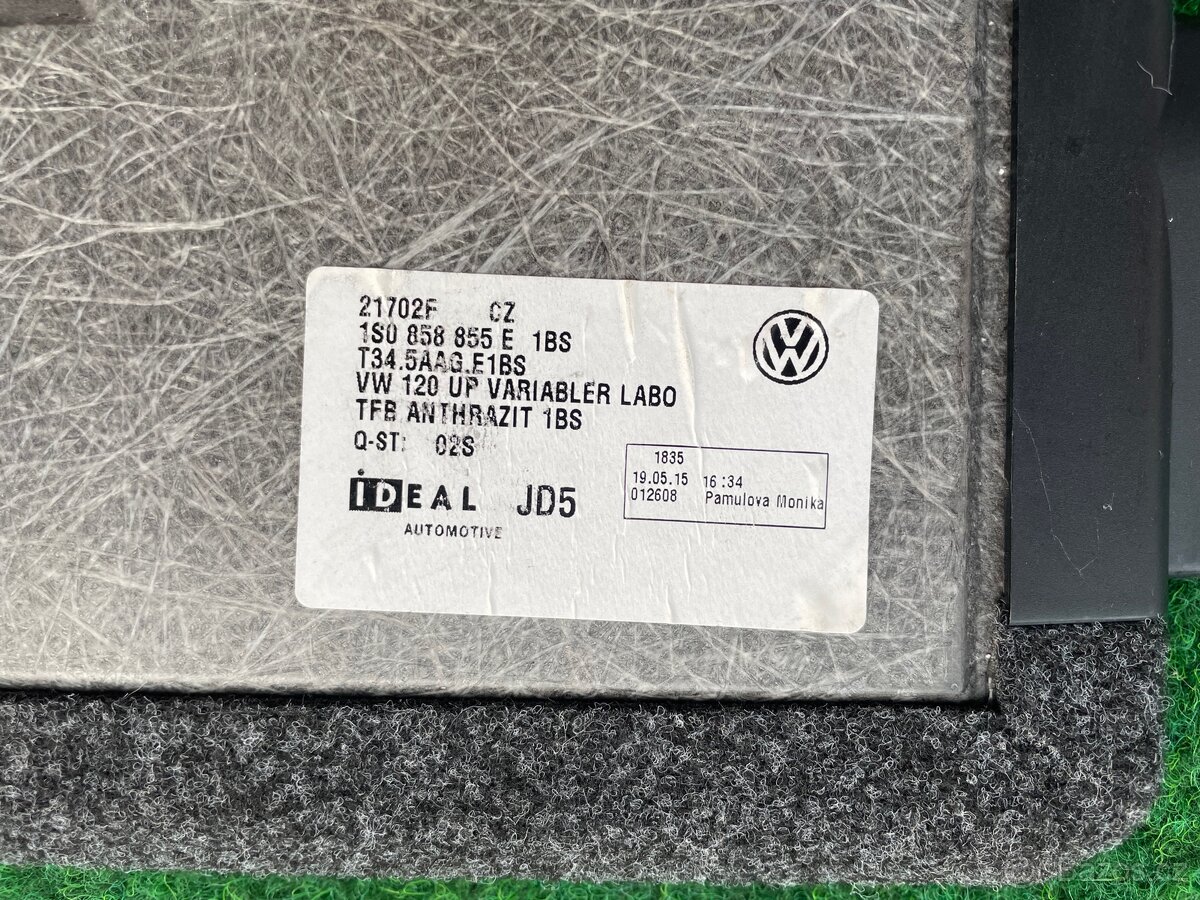 21702F CZ
1S0 858 855 E 1BS
T34.5AAG.E1BS
VW 120 UP VARIABLER LABO
TFB ANTHRAZIT 1BS
Q-ST: 02S
IDEAL JD5
AUTOMOTIVE
1835
19.05.15 16:34
012608 Pamulova Monika